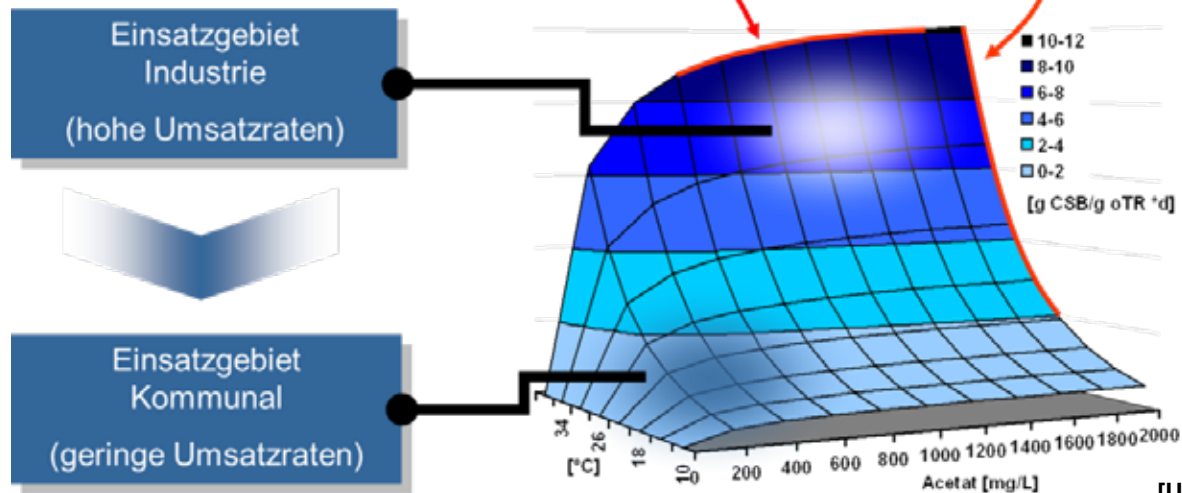 Einsatzgebiet
Industrie
(hohe Umsatzraten)
Einsatzgebiet
Kommunal
(geringe Umsatzraten)
10-12
8-10
6-8
4-6
2-4
0-2
[g CSB/g oTR *d]
34
26
18
10
[°C]
0
200
400
600
800
1000
1200
1400
1600
1800
2000
Acetat [mg/L]